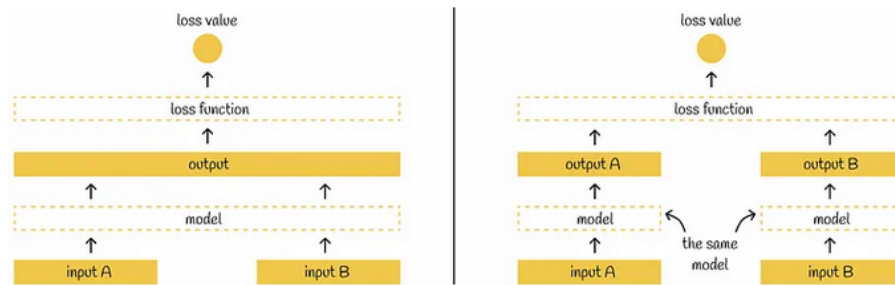 loss value
loss function
output
model
input A
input B
loss value
loss function
output A
output B
model
model
the same
model
input A
input B